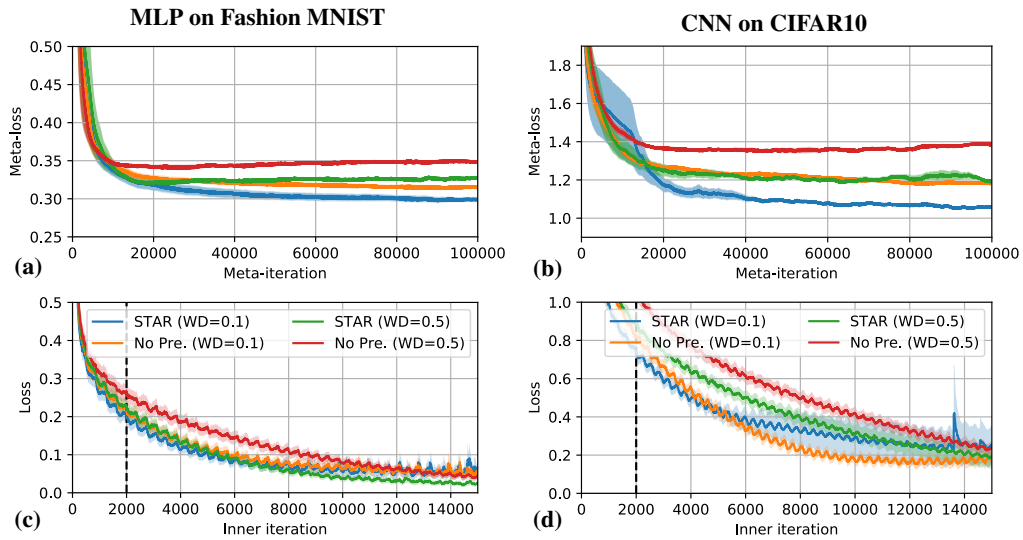 MLP on Fashion MNIST
CNN on CIFAR10
0.50
0.45
0.40
0.35
0.30
0.25
Meta-loss
0 20000 40000 60000 80000 100000
Meta-iteration
(a)
1.8
1.6
1.4
1.2
1.0
Meta-loss
0 20000 40000 60000 80000 100000
Meta-iteration
(b)
0.5
0.4
0.3
0.2
0.1
0.0
Loss
STAR (WD=0.1) STAR (WD=0.5)
No Pre. (WD=0.1) No Pre. (WD=0.5)
0 2000 4000 6000 8000 10000 12000 14000
Inner iteration
(c)
1.0
0.8
0.6
0.4
0.2
0.0
Loss
STAR (WD=0.1) STAR (WD=0.5)
No Pre. (WD=0.1) No Pre. (WD=0.5)
0 2000 4000 6000 8000 10000 12000 14000
Inner iteration
(d)